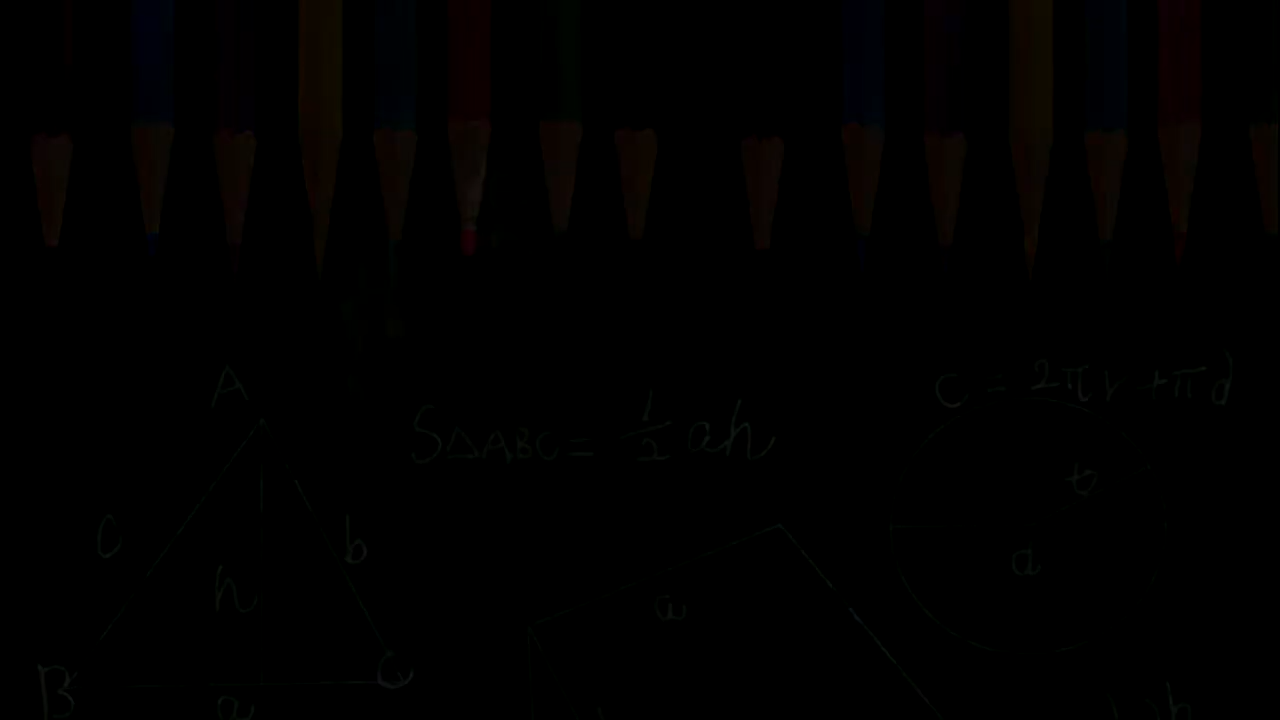 A
S△ABC = 1/2 ah
C = 2πr + πd
c
b
h
a
a
B
C
a